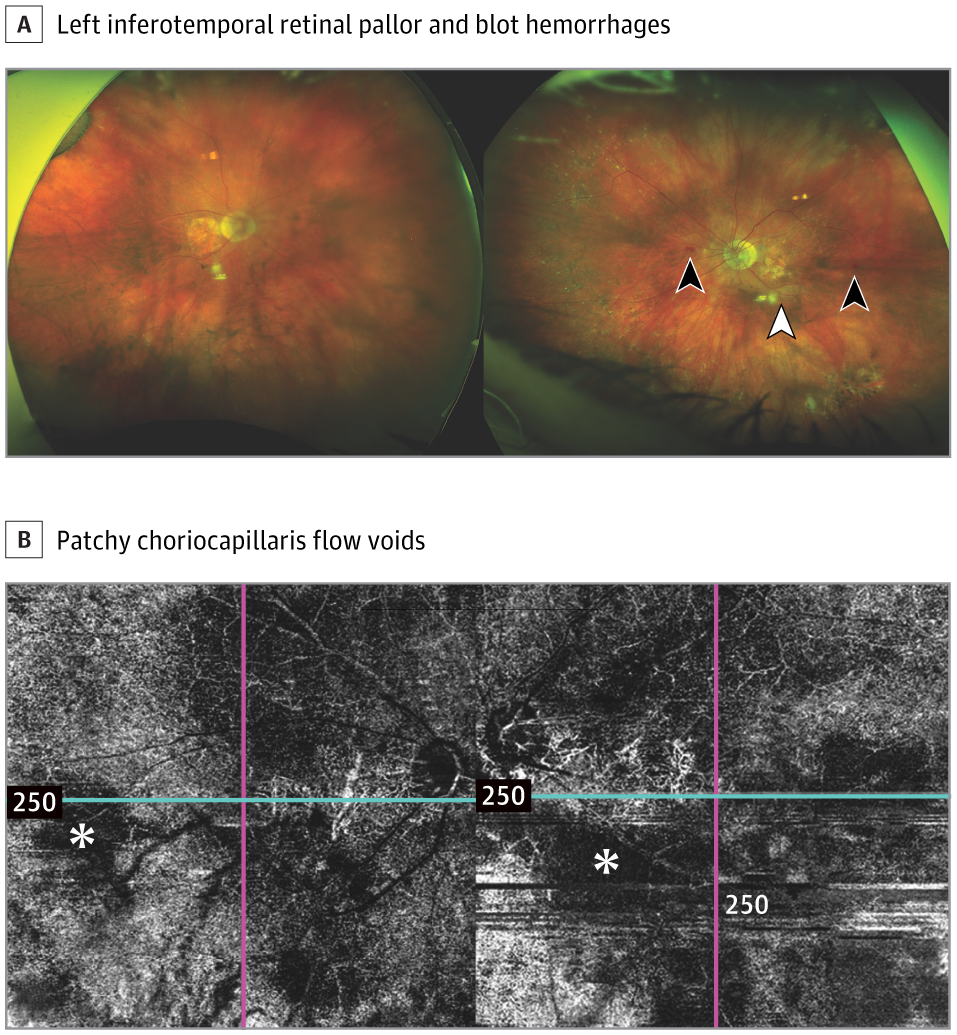 A Left inferotemporal retinal pallor and blot hemorrhages
B Patchy choriocapillaris flow voids
250 250
* *
250